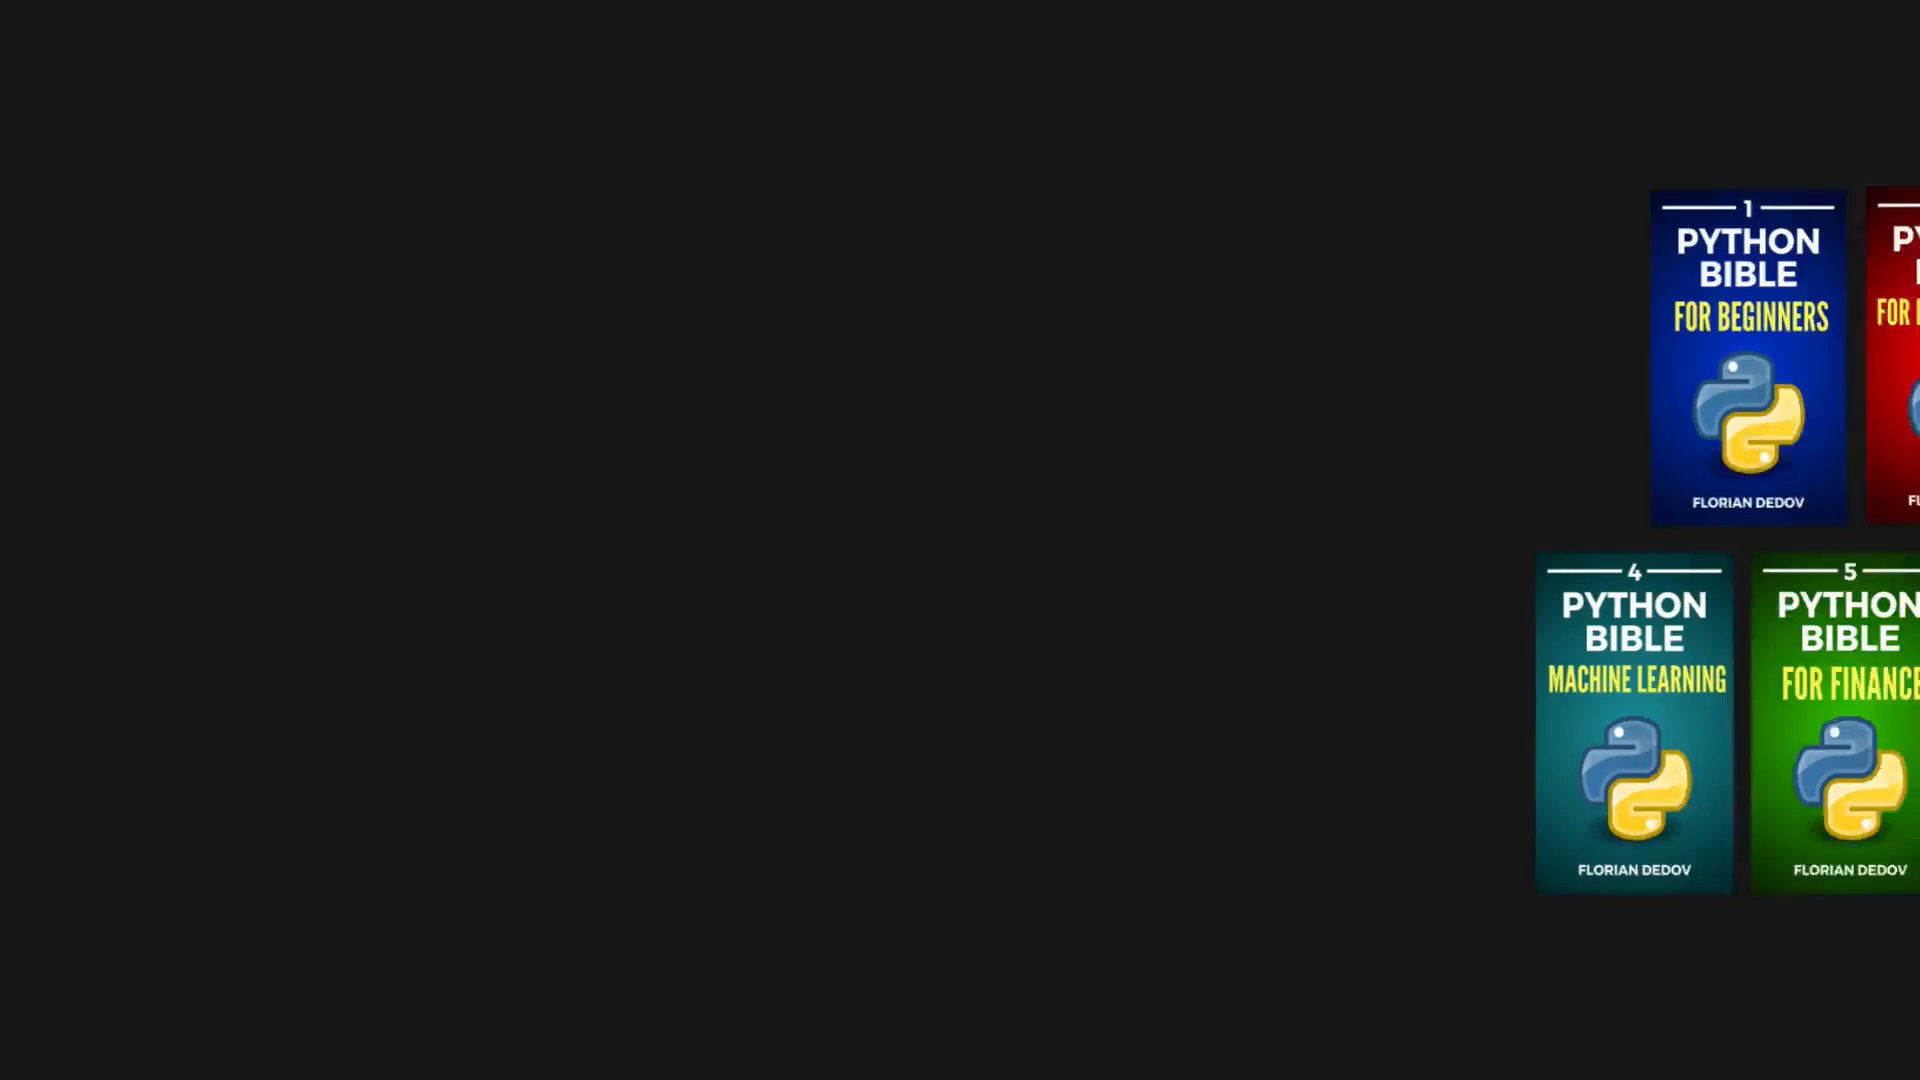 1
PYTHON
BIBLE
FOR BEGINNERS
FLORIAN DEDOV
FOR
4
PYTHON
BIBLE
MACHINE LEARNING
FLORIAN DEDOV
5
PYTHON
BIBLE
FOR FINANCE
FLORIAN DEDOV